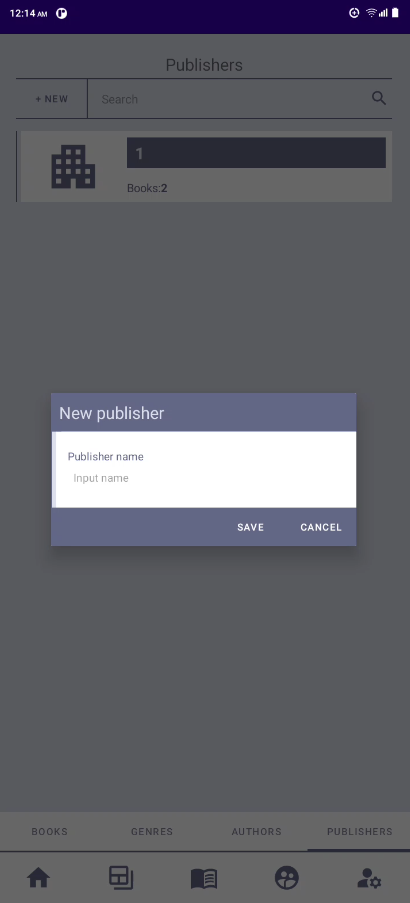 12:14 AM
Publishers
+ NEW
Search
1
Books:2
New publisher
Publisher name
Input name
SAVE
CANCEL
BOOKS
GENRES
AUTHORS
PUBLISHERS